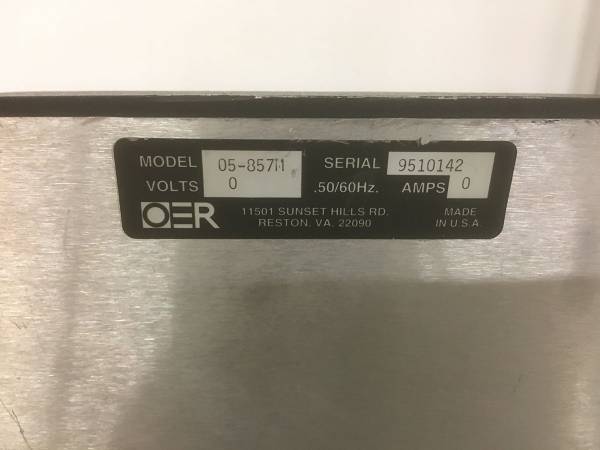 MODEL 05-857M SERIAL 9510142
VOLTS 0 .50/60Hz. AMPS 0
OER 11501 SUNSET HILLS RD. MADE
RESTON, VA. 22090 IN U.S.A